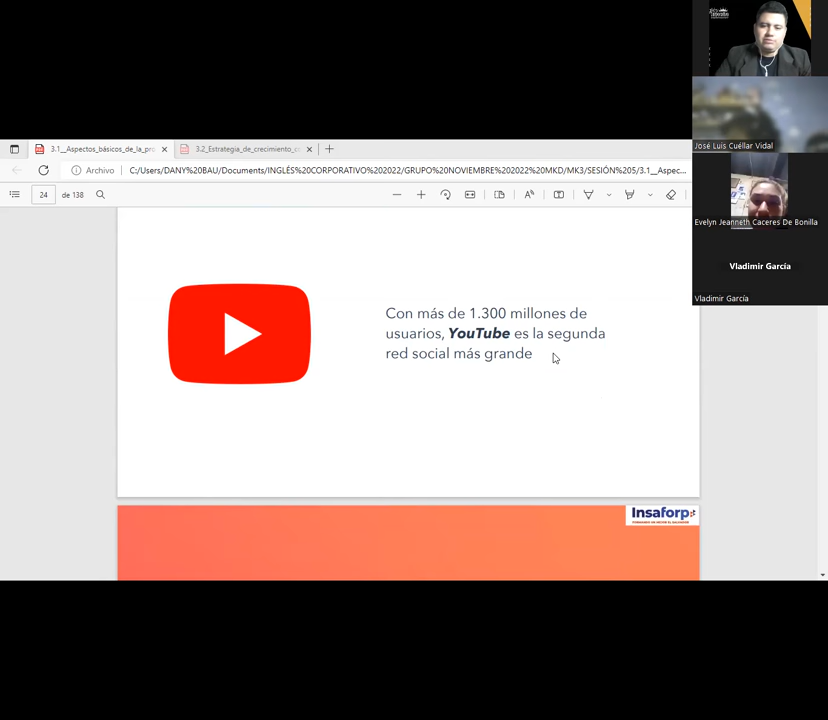 José Luis Cuéllar Vidal
Evelyn Jeanneth Caceres De Bonilla
Vladimir García
Vladimir García
3.1__Aspectos_básicos_de_la_pra
3.2_Estrategia_de_crecimiento_
Archivo
C:/Users/DANY%20BAU/Documents/INGLÉS%20CORPORATIVO%202022/GRUPO%20NOVIEMBRE%202022%20MKD/MK3/SESIÓN%205/3.1__Aspec...
24 de 138
Con más de 1.300 millones de
usuarios, YouTube es la segunda
red social más grande
Insaforp